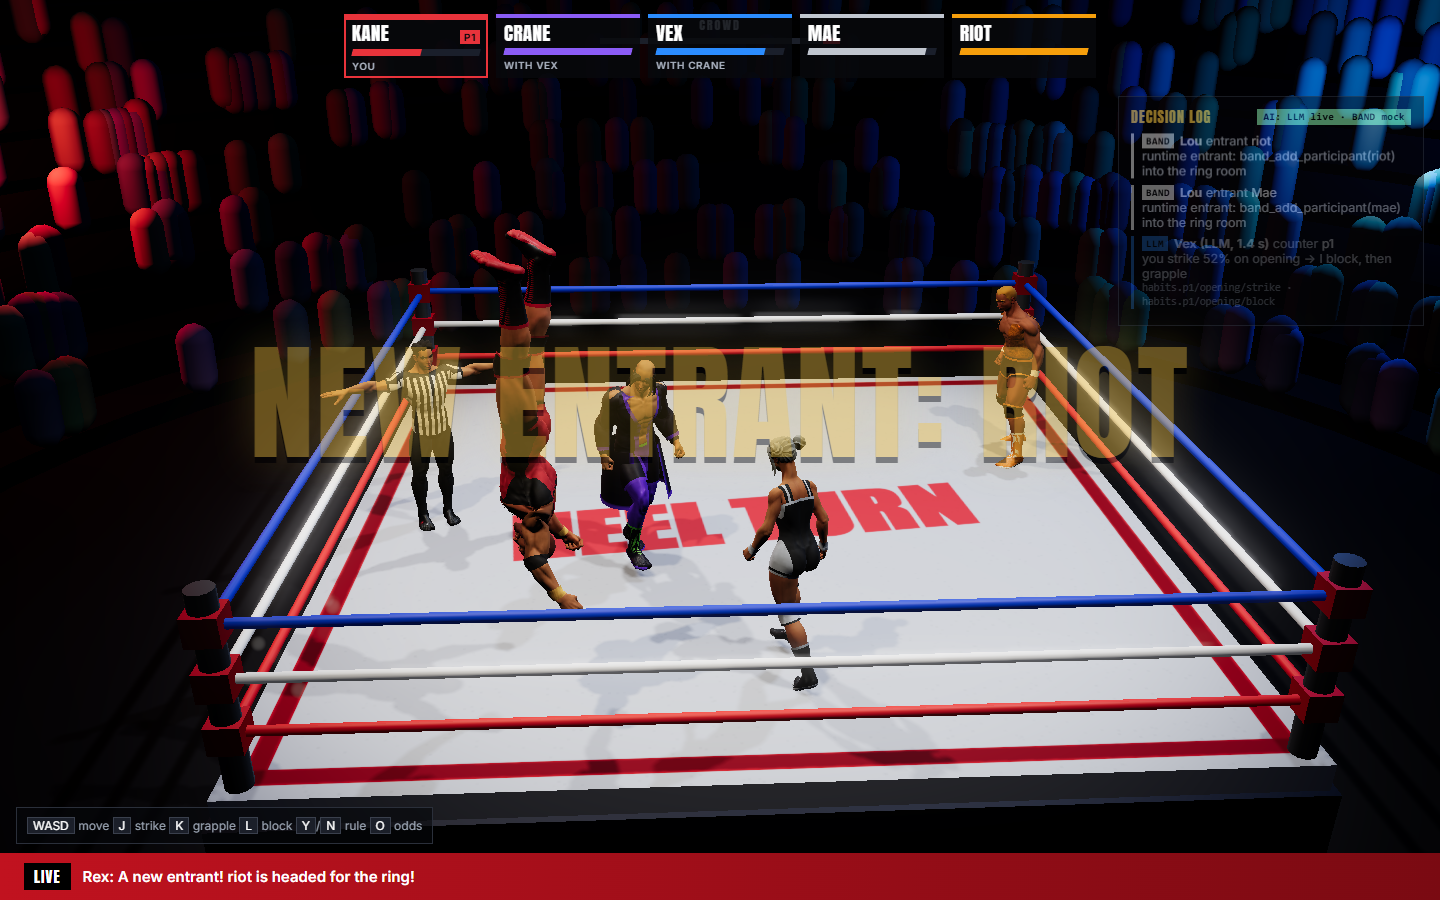 KANE
P1
YOU
CRANE
WITH VEX
CROWD
VEX
WITH CRANE
MAE
RIOT
DECISION LOG
AI: LLM live · BAND mock
BAND Lou entrant riot
runtime entrant: band_add_participant(riot)
into the ring room
BAND Lou entrant Mae
runtime entrant: band_add_participant(mae)
into the ring room
LLM Vex (LLM, 1.4 s) counter p1
you strike 52% on opening → I block, then
grapple
habits.p1/opening/strike ·
habits.p1/opening/block
NEW ENTRANT: RIOT
HEEL TURN
WASD move J strike K grapple L block Y/N rule O odds
LIVE Rex: A new entrant! riot is headed for the ring!